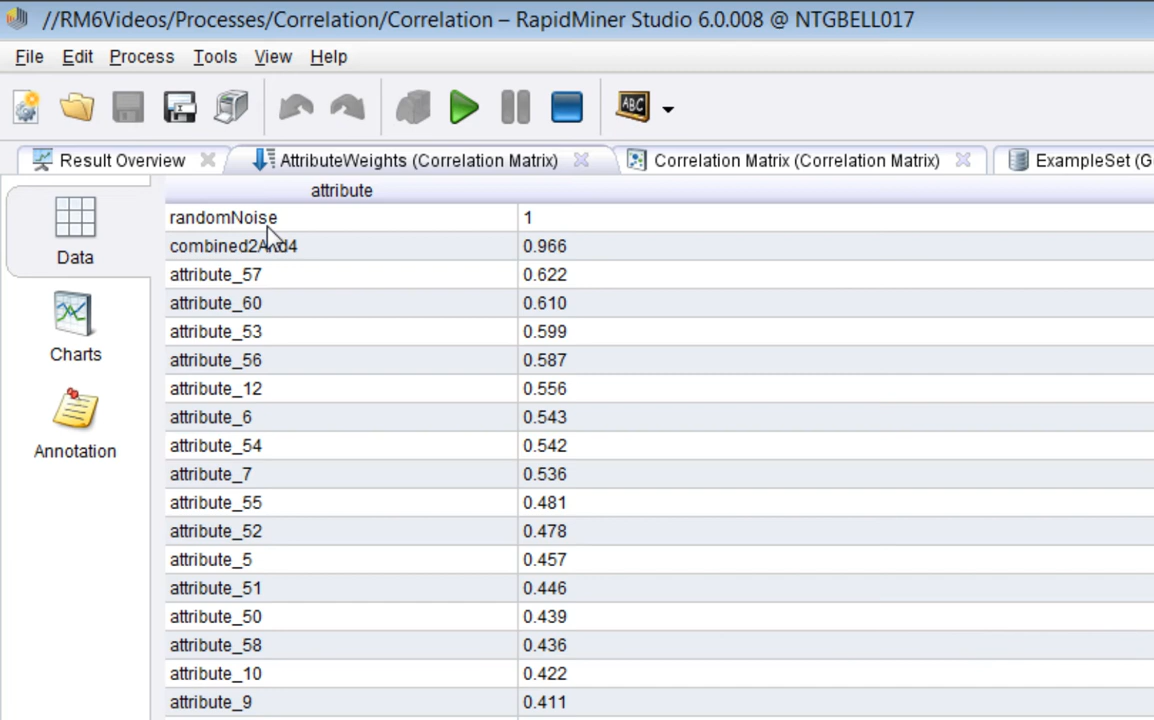 //RM6Videos/Processes/Correlation/Correlation – RapidMiner Studio 6.0.008 @ NTGBELL017
File Edit Process Tools View Help
ABC
Result Overview AttributeWeights (Correlation Matrix) Correlation Matrix (Correlation Matrix) ExampleSet (G
attribute
randomNoise 1
combined2And4 0.966
attribute_57 0.622
attribute_60 0.610
attribute_53 0.599
attribute_56 0.587
attribute_12 0.556
attribute_6 0.543
attribute_54 0.542
attribute_7 0.536
attribute_55 0.481
attribute_52 0.478
attribute_5 0.457
attribute_51 0.446
attribute_50 0.439
attribute_58 0.436
attribute_10 0.422
attribute_9 0.411
Data
Charts
Annotation